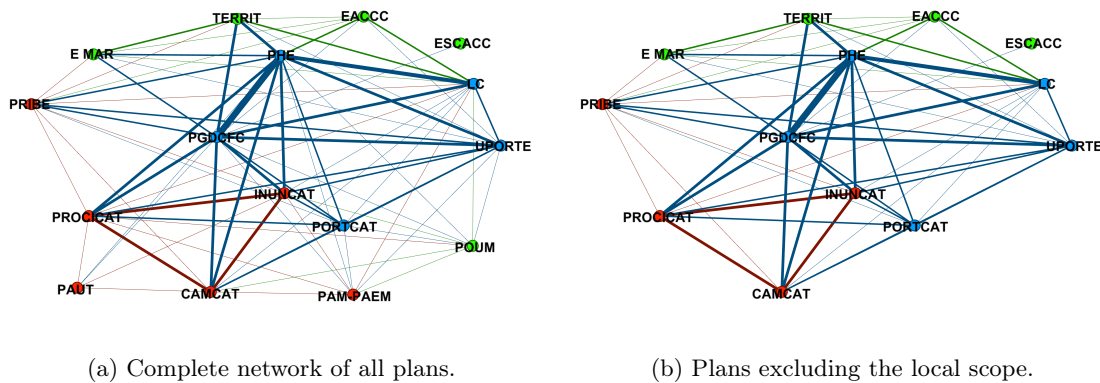 TERRIT
EACCC
ESCACC
E MAR
PHE
LC
PRIBE
PGDCFC
UPORTE
INUNCAT
PROCICAT
PORTCAT
POUM
PAUT
CAMCAT
PAM-PAEM
(a) Complete network of all plans.
TERRIT
EACCC
ESCACC
E MAR
PHE
LC
PRIBE
PGDCFC
UPORTE
INUNCAT
PROCICAT
PORTCAT
CAMCAT
(b) Plans excluding the local scope.